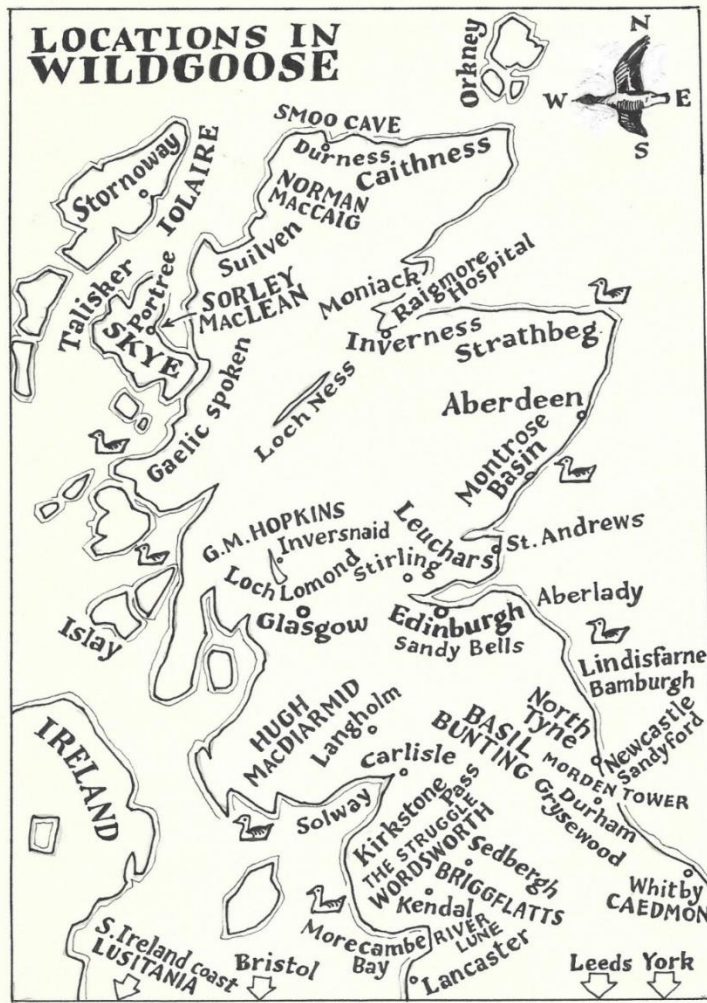 LOCATIONS IN
WILDGOOSE
Orkney
N
W
E
S
SMOO CAVE
Durness
Caithness
Stornoway
IOLAIRE
NORMAN
MACCAIG
Suilven
Talisker
Portree
SKYE
SORLEY
MACLEAN
Moniack
Raigmore
Hospital
Inverness
Strathbeg
Gaelic spoken
Loch Ness
Aberdeen
Montrose
Basin
G.M. HOPKINS
Inversnaid
Loch Lomond
Stirling
Leuchars
St. Andrews
Glasgow
Edinburgh
Sandy Bells
Aberlady
Islay
Lindisfarne
Bamburgh
IRELAND
HUGH
MACDIARMID
Langholm
Carlisle
Solway
North
Tyne
BASIL
BUNTING
Newcastle
Sandyford
MORDEN TOWER
Durham
Grysewood
Kirkstone
Pass
THE STRUGGLE
WORDSWORTH
Sedbergh
BRIGGFLATTS
Kendal
Whitby
CAEDMON
Morecambe
Bay
RIVER
LUNE
Lancaster
S. Ireland coast
LUSITANIA
Bristol
Leeds
York